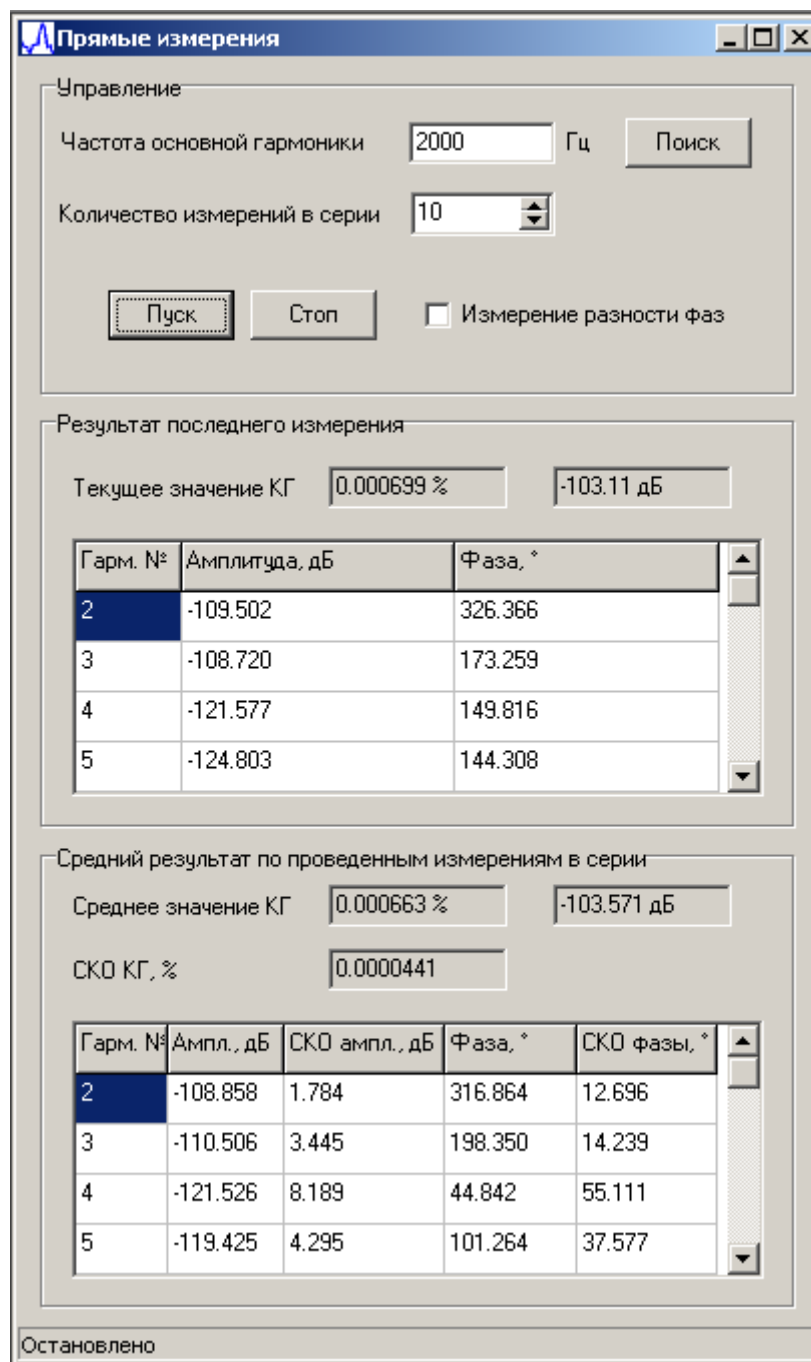 Прямые измерения
Управление
Частота основной гармоники 2000 Гц Поиск
Количество измерений в серии 10
Пуск Стоп Измерение разности фаз
Результат последнего измерения
Текущее значение КГ 0.000699 % -103.11 дБ
Гарм. № Амплитуда, дБ Фаза, °
2 -109.502 326.366
3 -108.720 173.259
4 -121.577 149.816
5 -124.803 144.308
Средний результат по проведенным измерениям в серии
Среднее значение КГ 0.000663 % -103.571 дБ
СКО КГ, % 0.0000441
Гарм. № Ампл., дБ СКО ампл., дБ Фаза, ° СКО фазы, °
2 -108.858 1.784 316.864 12.696
3 -110.506 3.445 198.350 14.239
4 -121.526 8.189 44.842 55.111
5 -119.425 4.295 101.264 37.577
Остановлено